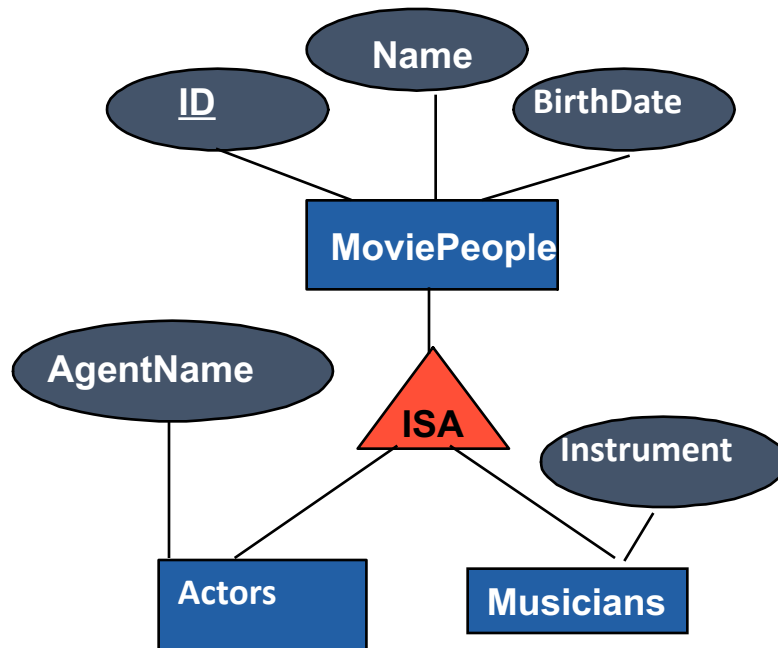 Name
ID
BirthDate
MoviePeople
AgentName
ISA
Instrument
Actors
Musicians